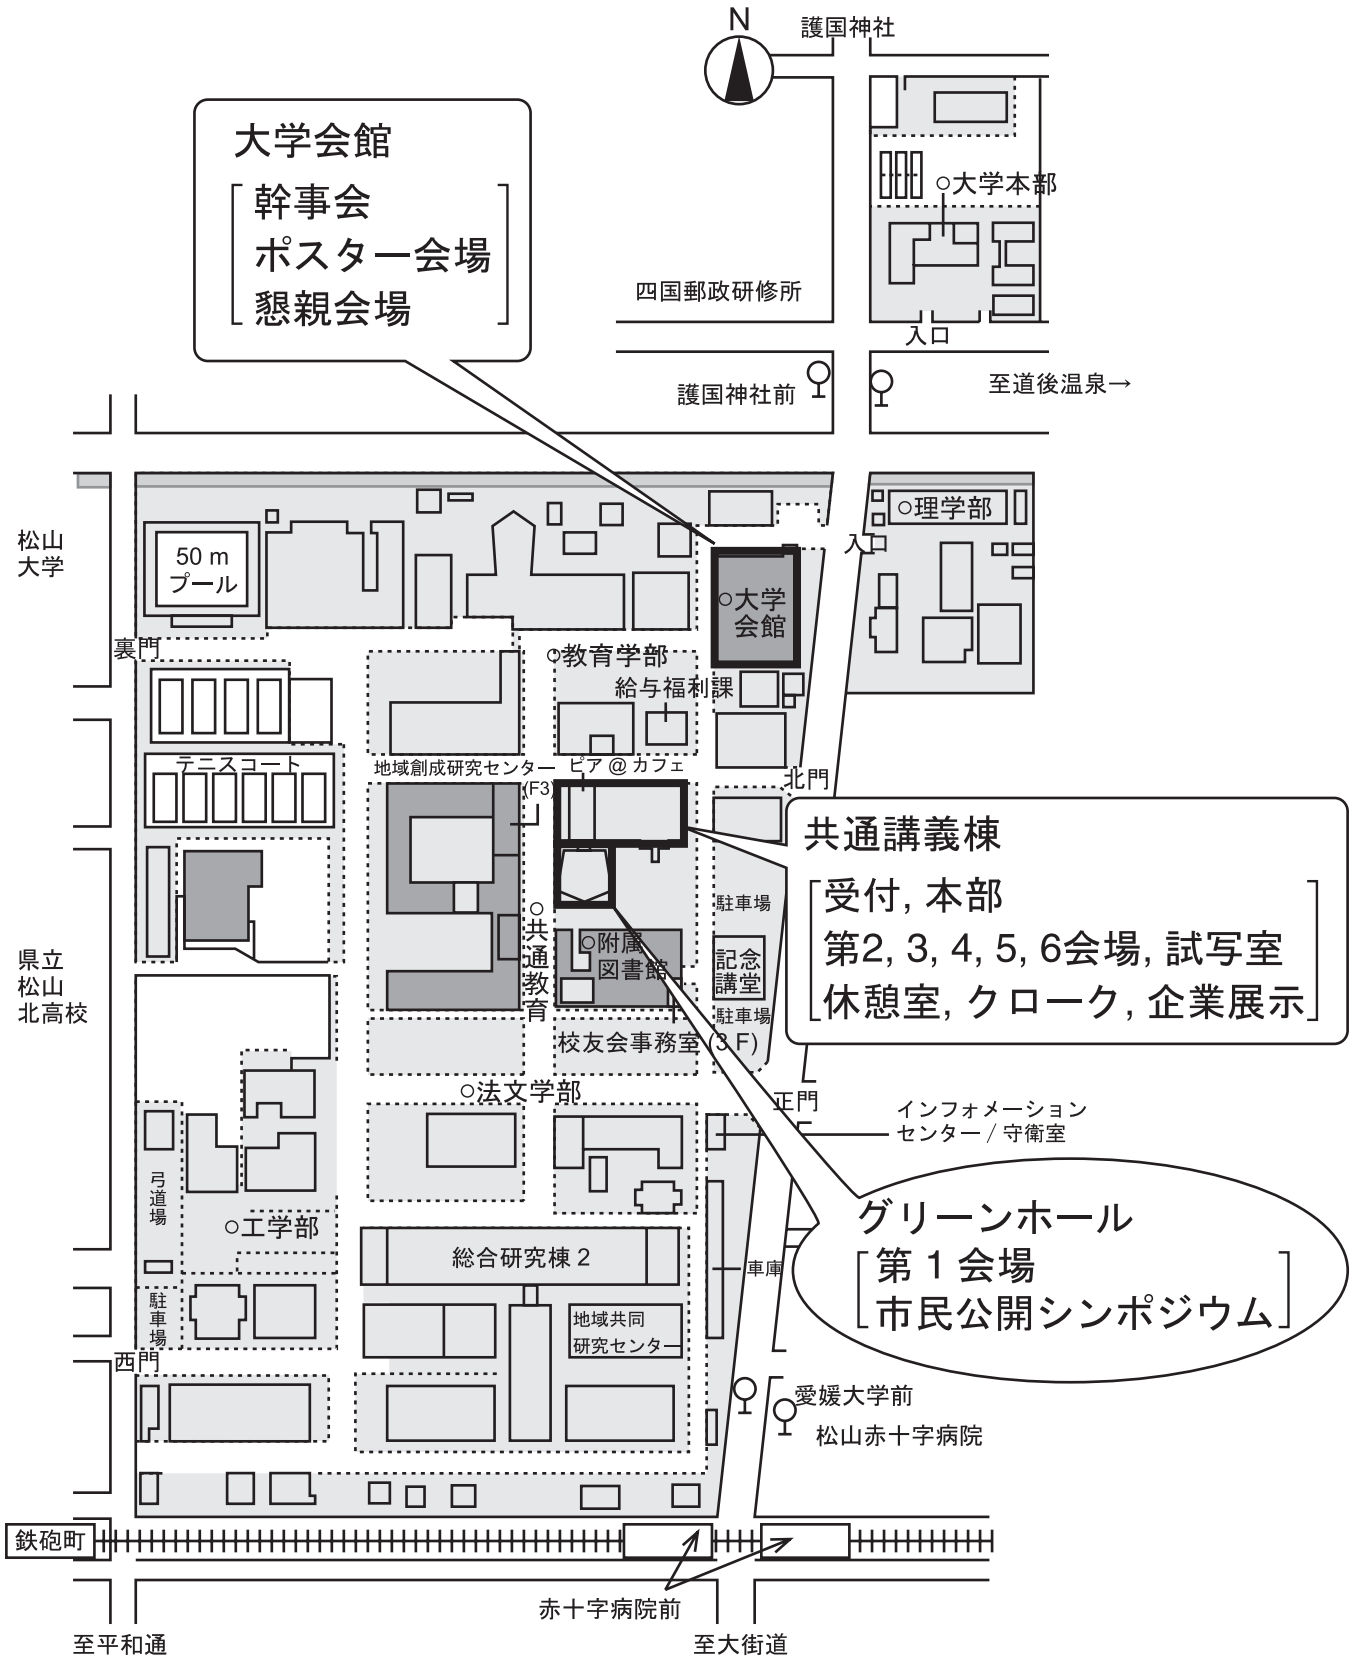 N
護国神社
大学会館
幹事会
ポスター会場
懇親会場
○大学本部
四国郵政研修所
入口
護国神社前
至道後温泉→
松山
大学
50 m
プール
○理学部
入口
○大学
会館
裏門
○教育学部
給与福利課
テニスコート
地域創成研究センター
(F3)
ピア @ カフェ
北門
共通講義棟
受付, 本部
第2, 3, 4, 5, 6会場, 試写室
休憩室, クローク, 企業展示
駐車場
○共通教育
○附属
図書館
記念
講堂
駐車場
県立
松山
北高校
校友会事務室 (3 F)
○法文学部
正門
インフォメーション
センター / 守衛室
弓道場
○工学部
グリーンホール
第 1 会場
市民公開シンポジウム
総合研究棟 2
車庫
駐車場
地域共同
研究センター
西門
愛媛大学前
松山赤十字病院
鉄砲町
赤十字病院前
至平和通
至大街道